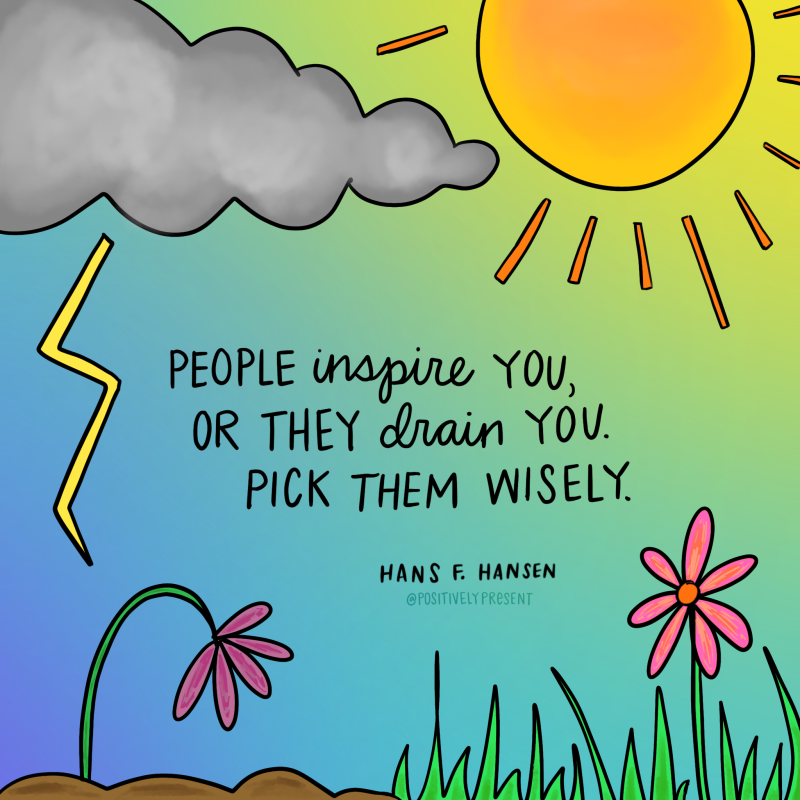 PEOPLE inspire YOU,
OR THEY drain YOU.
PICK THEM WISELY.
HANS F. HANSEN
@POSITIVELYPRESENT